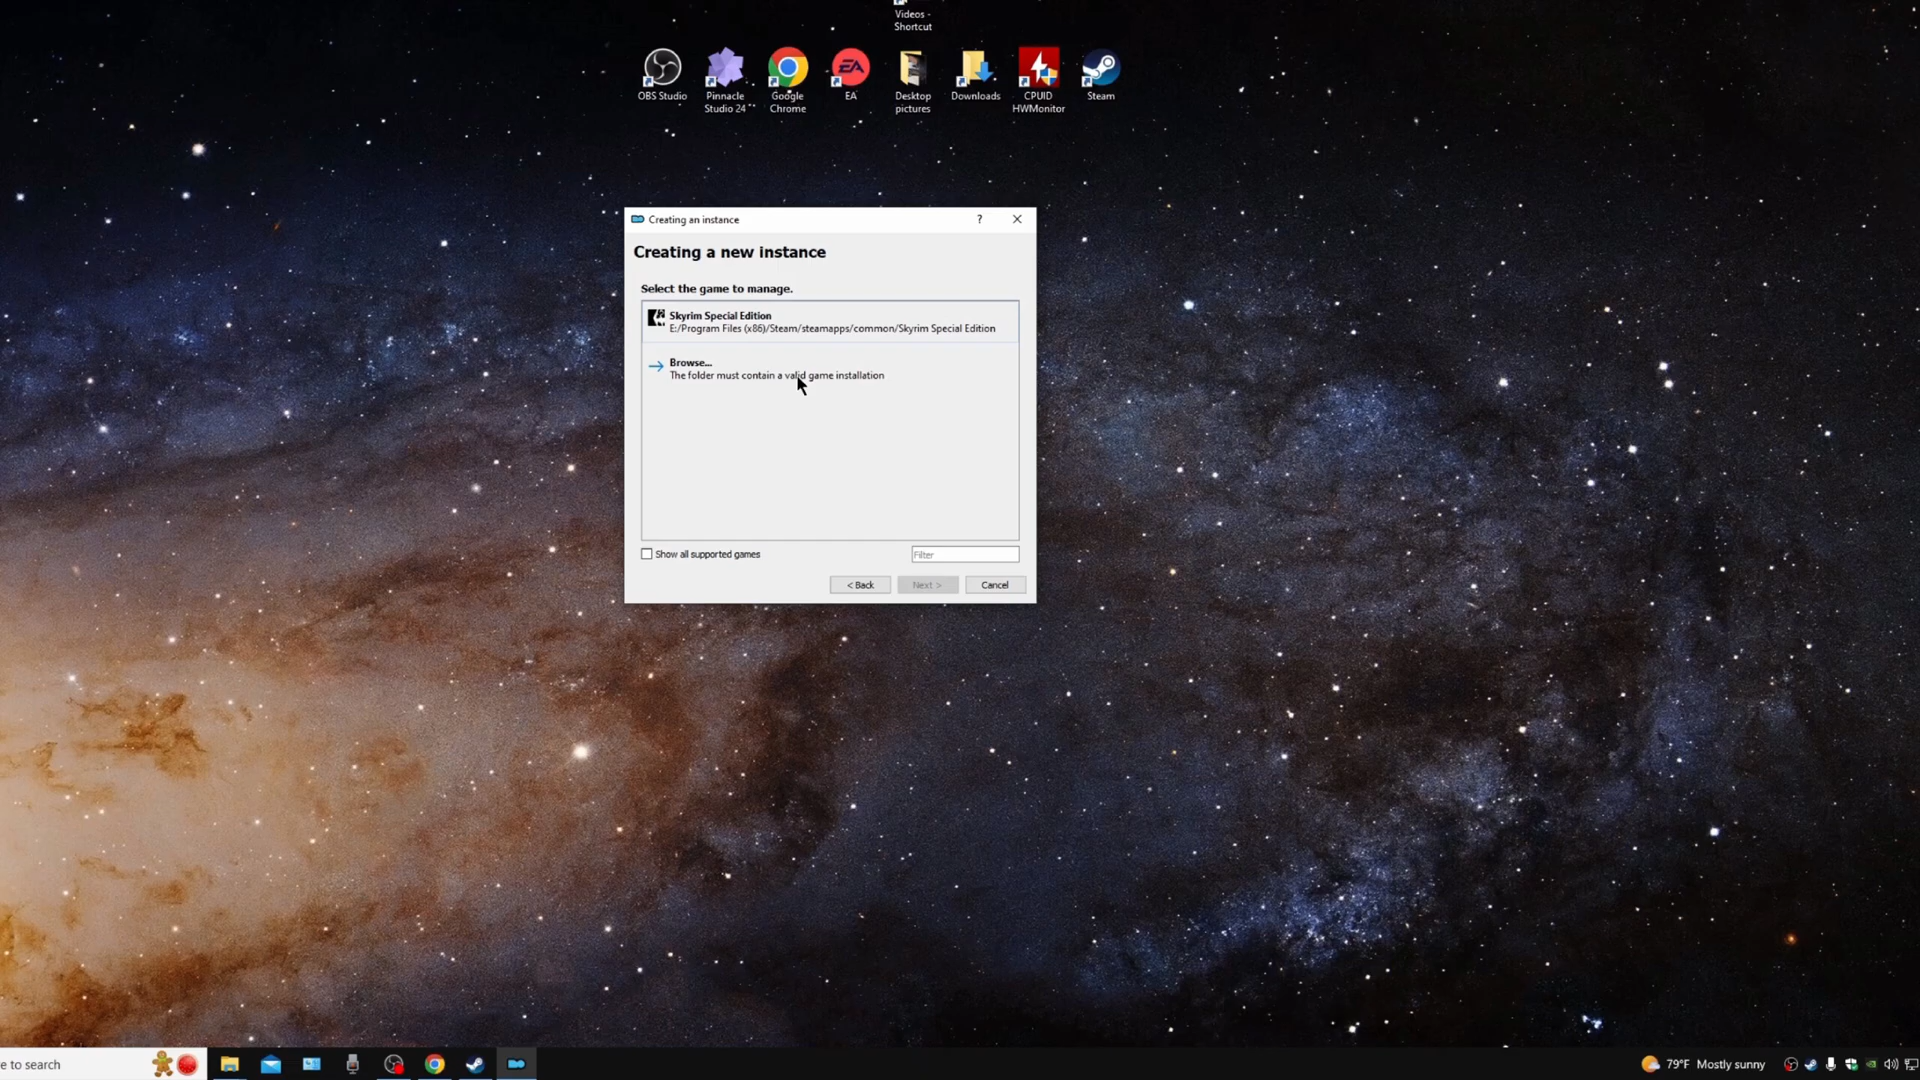 Videos -
Shortcut
OBS Studio
Pinnacle
Studio 24
Google
Chrome
EA
EA
Desktop
pictures
Downloads
CPUID
HWMonitor
Steam
Creating an instance
?
Creating a new instance
Select the game to manage.
Skyrim Special Edition
E:/Program Files (x86)/Steam/steamapps/common/Skyrim Special Edition
Browse...
The folder must contain a valid game installation
Show all supported games
Filter
< Back
Next >
Cancel
e to search
79°F Mostly sunny